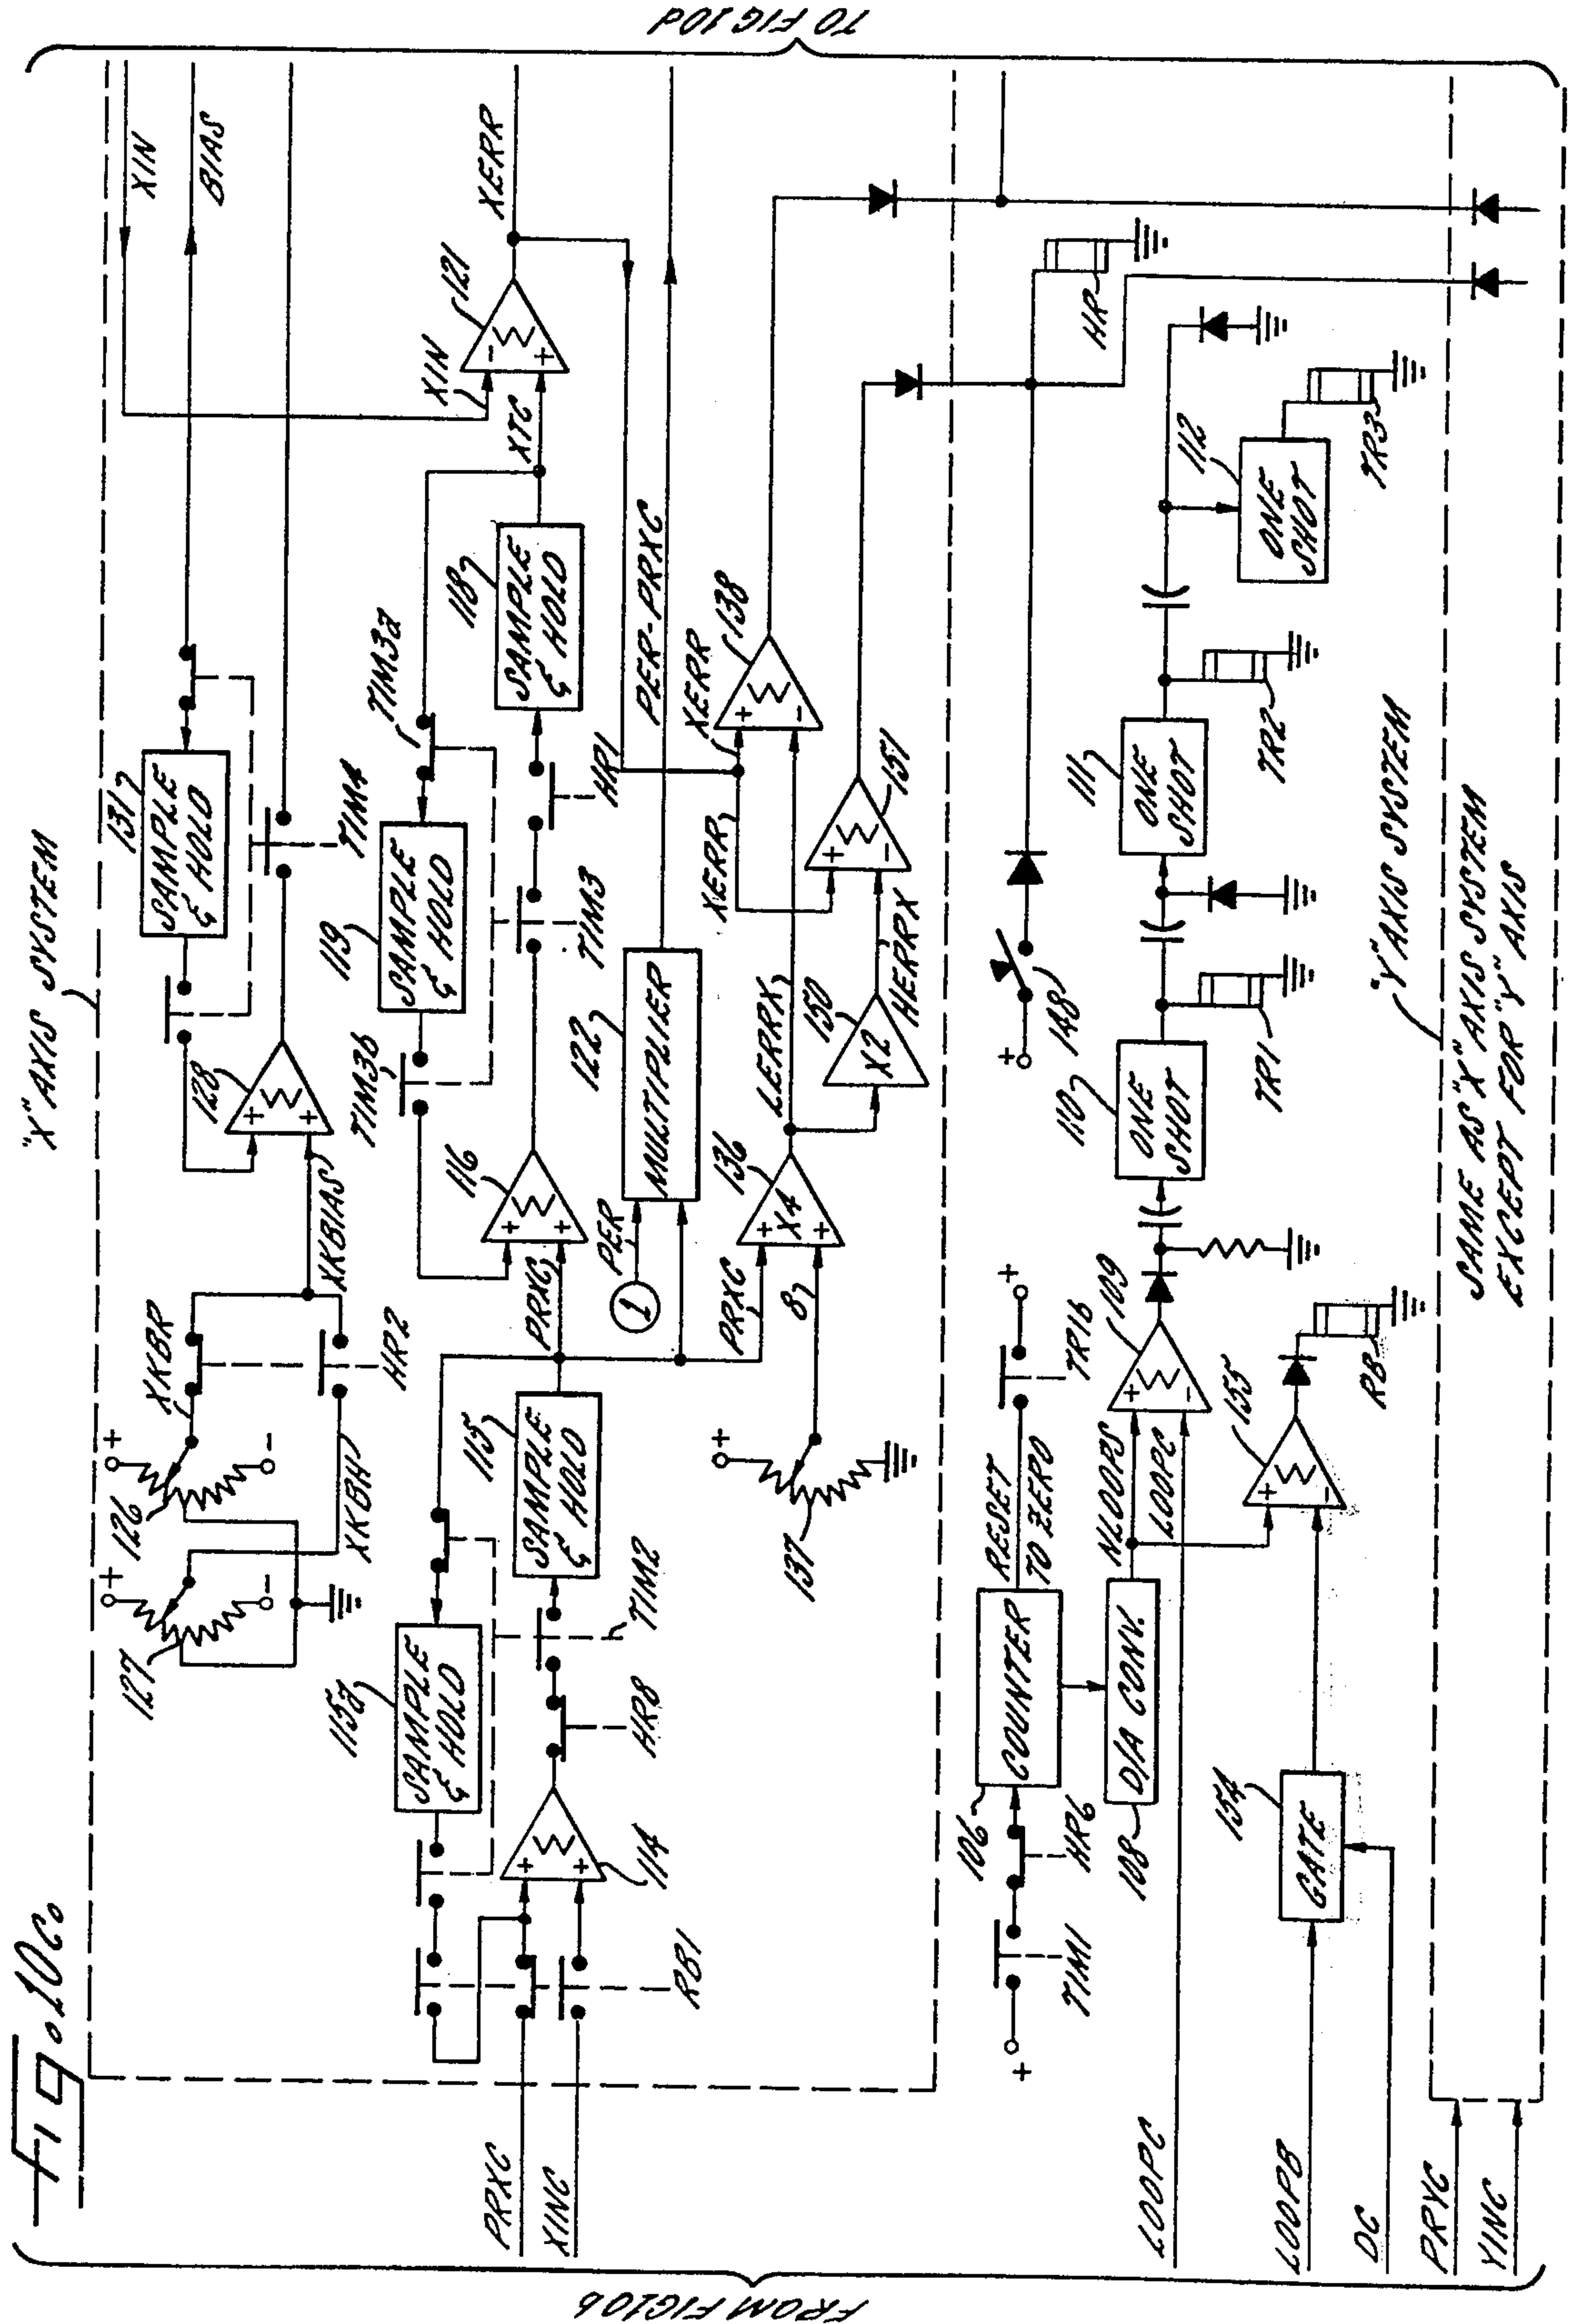 Fig. 10c.
FROM FIG 10b
TO FIG 10d
"X" AXIS SYSTEM
XIN
BIAS
131
SAMPLE
& HOLD
TIM4
128
XKBIAS
XKBR
HR2
XKBH
126
127
+
-
+
-
+
+
119
SAMPLE
& HOLD
TIM3a
TIM3b
TIM3
HR1
118
SAMPLE
& HOLD
XTC
XIN
121
-
+
Σ
XERR
116
+
+
Σ
PRXC
PER
1
122
MULTIPLIER
PER-PRXC
115a
SAMPLE
& HOLD
115
SAMPLE
& HOLD
TIM2
HR8
114
+
+
Σ
RB1
PRXC
XINC
PRXC
8
136
+
X4
+
137
+
LERRX
150
X2
HERRX
XERR
XERR
138
+
-
Σ
151
+
-
Σ
148
+
HR
TIM1
+
HR6
106
COUNTER
RESET
TO ZERO
TR1b
+
108
D/A CONV.
NLOOPS
LOOPC
109
+
-
Σ
110
ONE
SHOT
TR1
111
ONE
SHOT
TR2
112
ONE
SHOT
TR3
LOOPC
LOOPB
DC
154
GATE
155
+
-
Σ
RB
"Y" AXIS SYSTEM
SAME AS "X" AXIS SYSTEM
EXCEPT FOR "Y" AXIS
PRYC
YINC